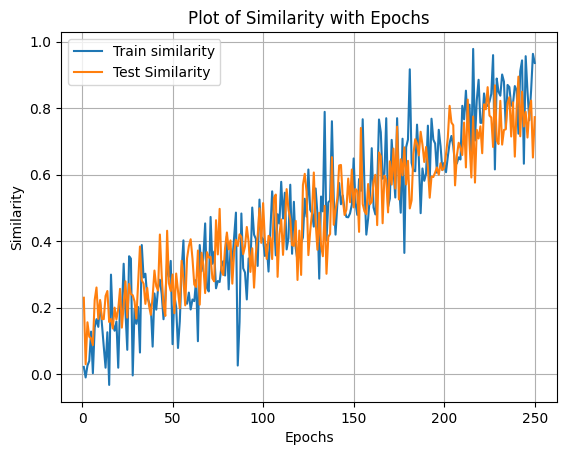 Plot of Similarity with Epochs
Train similarity
Test Similarity
1.0
0.8
0.6
0.4
0.2
0.0
Similarity
0 50 100 150 200 250
Epochs